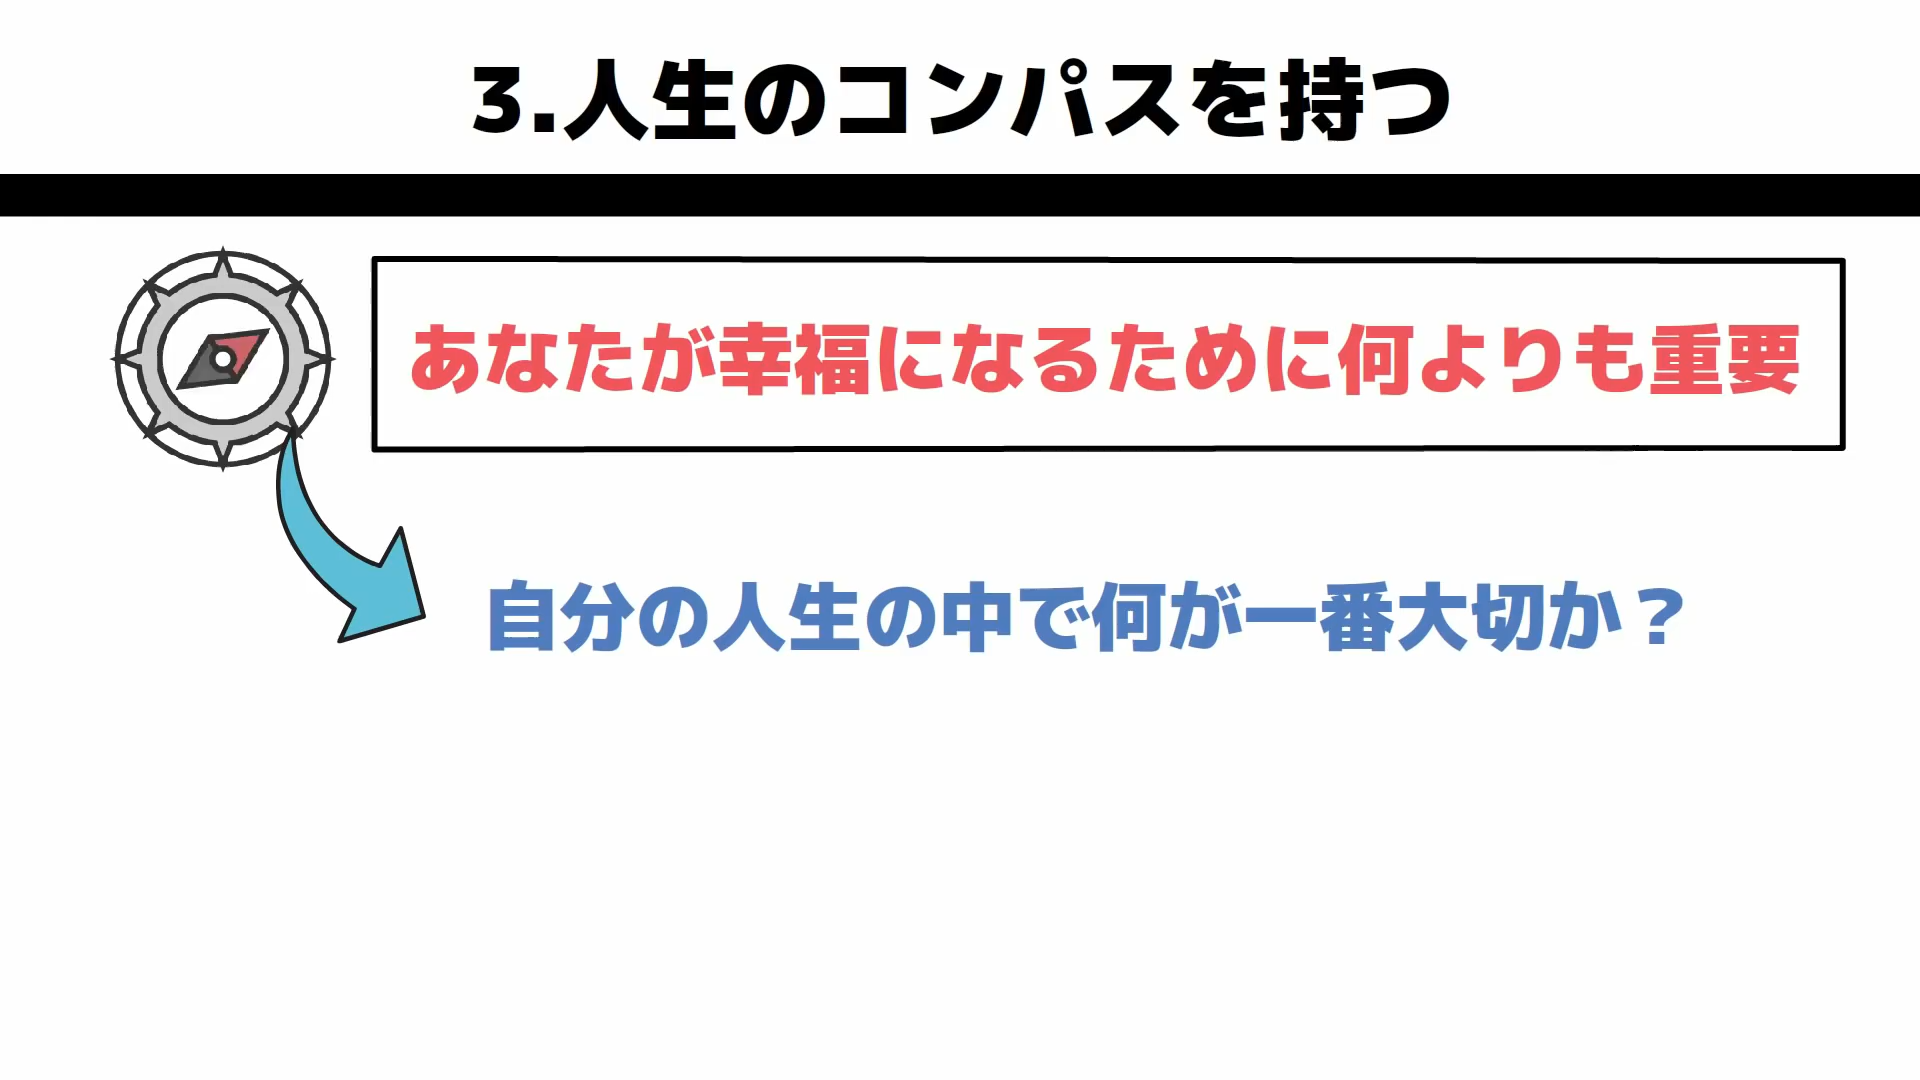 3.人生のコンパスを持つ
あなたが幸福になるために何よりも重要
自分の人生の中で何が一番大切か？